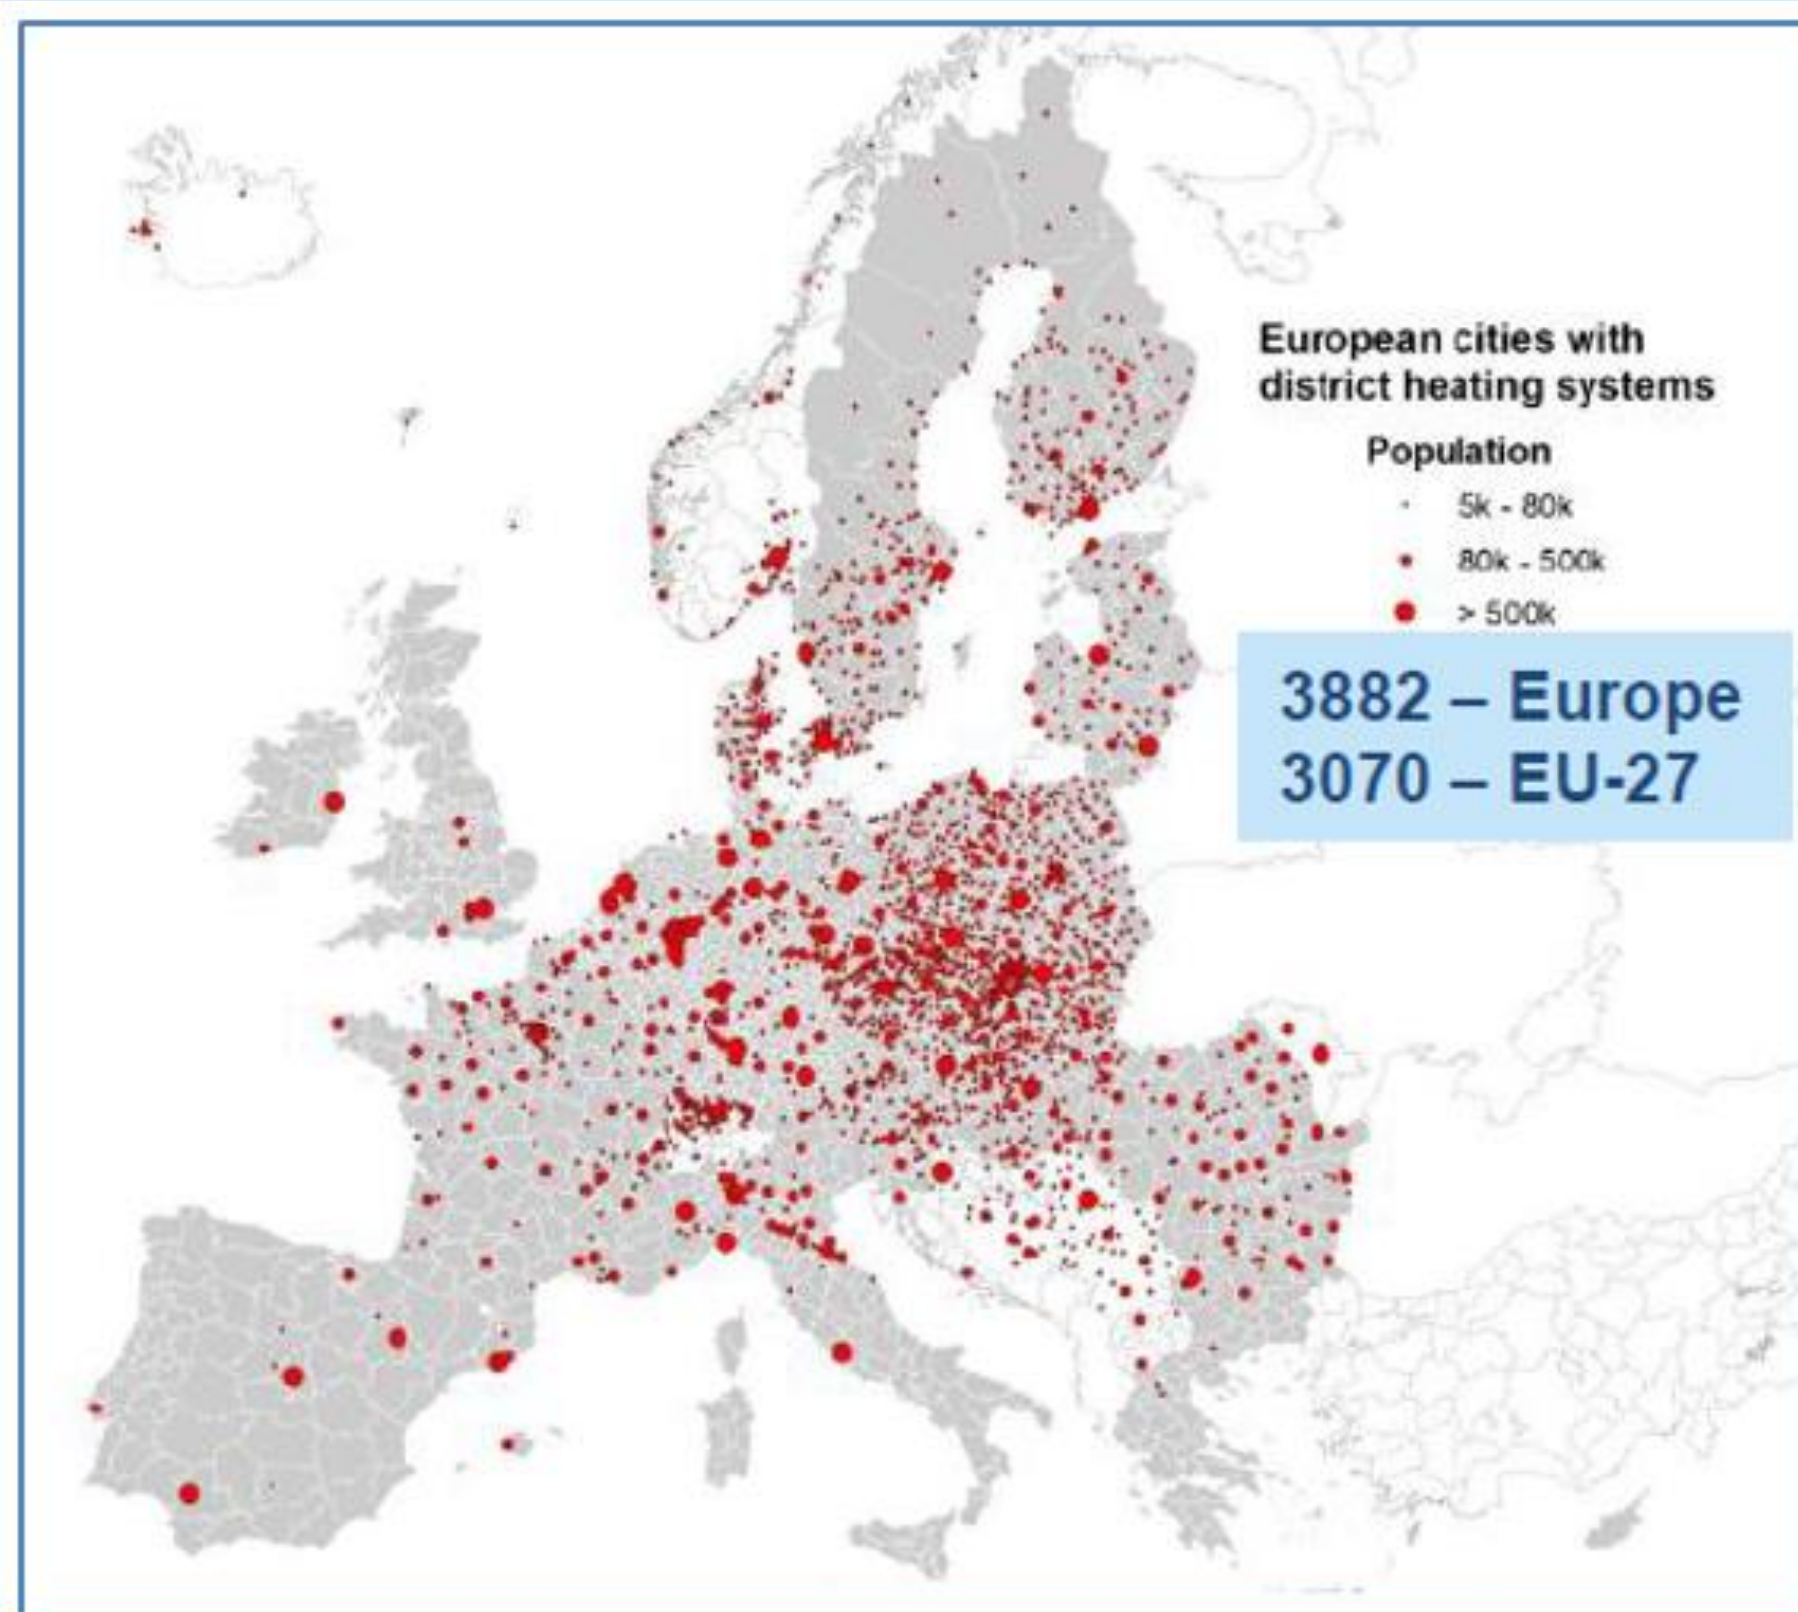 European cities with
district heating systems
Population
5k - 80k
80k - 500k
> 500k
3882 – Europe
3070 – EU-27